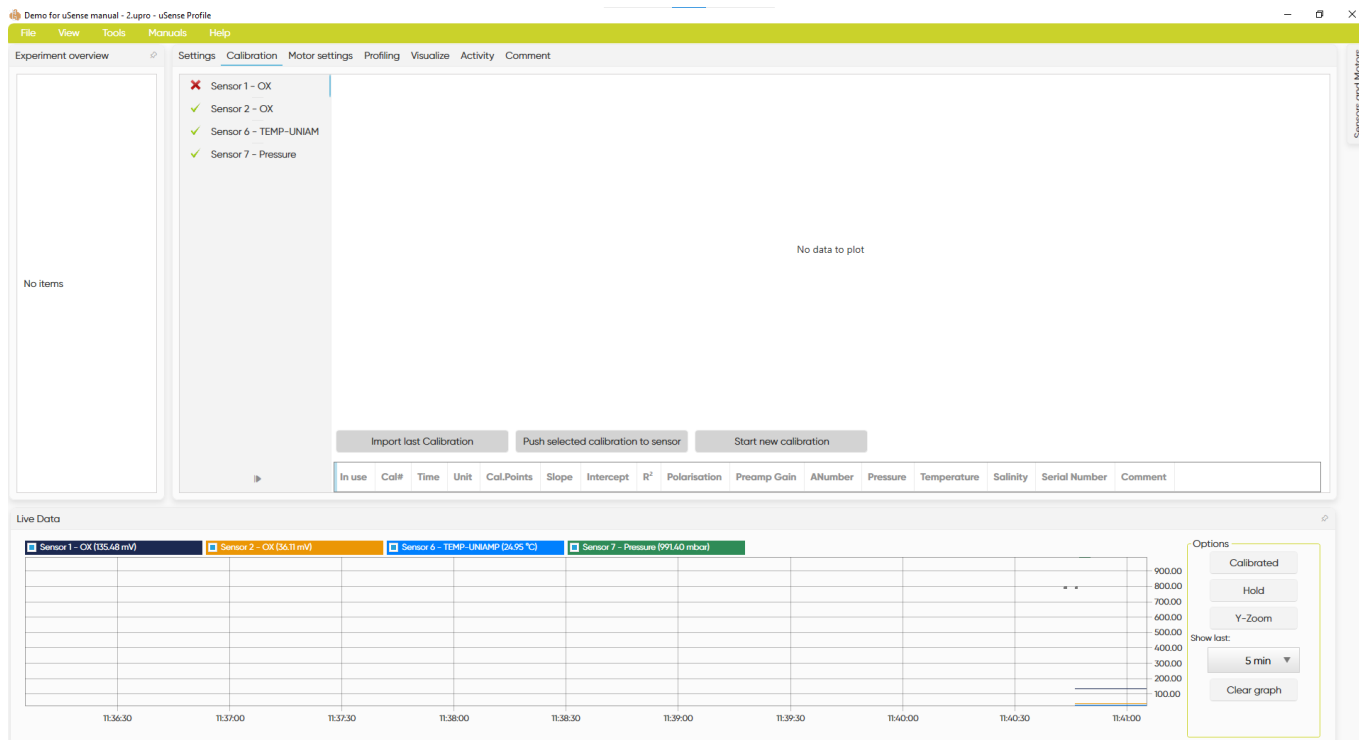 Demo for uSense manual - 2.upro - uSense Profile
File View Tools Manuals Help
Experiment overview
Settings Calibration Motor settings Profiling Visualize Activity Comment
Sensors and Motors
Sensor 1 - OX
Sensor 2 - OX
Sensor 6 - TEMP-UNIAM
Sensor 7 - Pressure
No data to plot
No items
Import last Calibration Push selected calibration to sensor Start new calibration
In use Cal# Time Unit Cal.Points Slope Intercept R² Polarisation Preamp Gain ANumber Pressure Temperature Salinity Serial Number Comment
Live Data
Sensor 1 - OX (135.48 mV) Sensor 2 - OX (36.11 mV) Sensor 6 - TEMP-UNIAMP (24.95 °C) Sensor 7 - Pressure (991.40 mbar)
900.00
800.00
700.00
600.00
500.00
400.00
300.00
200.00
100.00
11:36:30 11:37:00 11:37:30 11:38:00 11:38:30 11:39:00 11:39:30 11:40:00 11:40:30 11:41:00
Options
Calibrated
Hold
Y-Zoom
Show last:
5 min
Clear graph